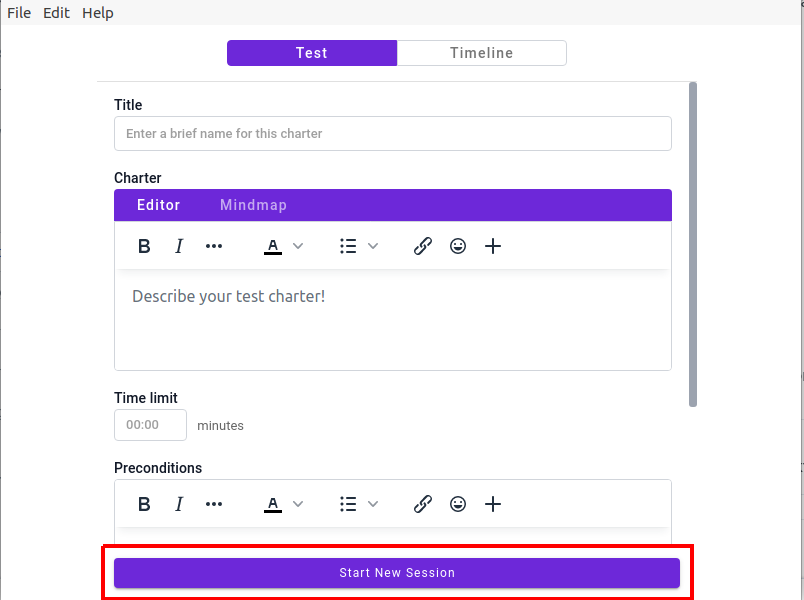 File Edit Help
Test Timeline
Title
Enter a brief name for this charter
Charter
Editor Mindmap
B I A
Describe your test charter!
Time limit
00:00 minutes
Preconditions
B I A
Start New Session